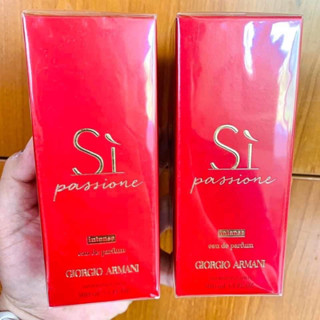 Sì
passione
Intense
eau de parfum
GIORGIO ARMANI
Sì
passione
Intense
eau de parfum
GIORGIO ARMANI